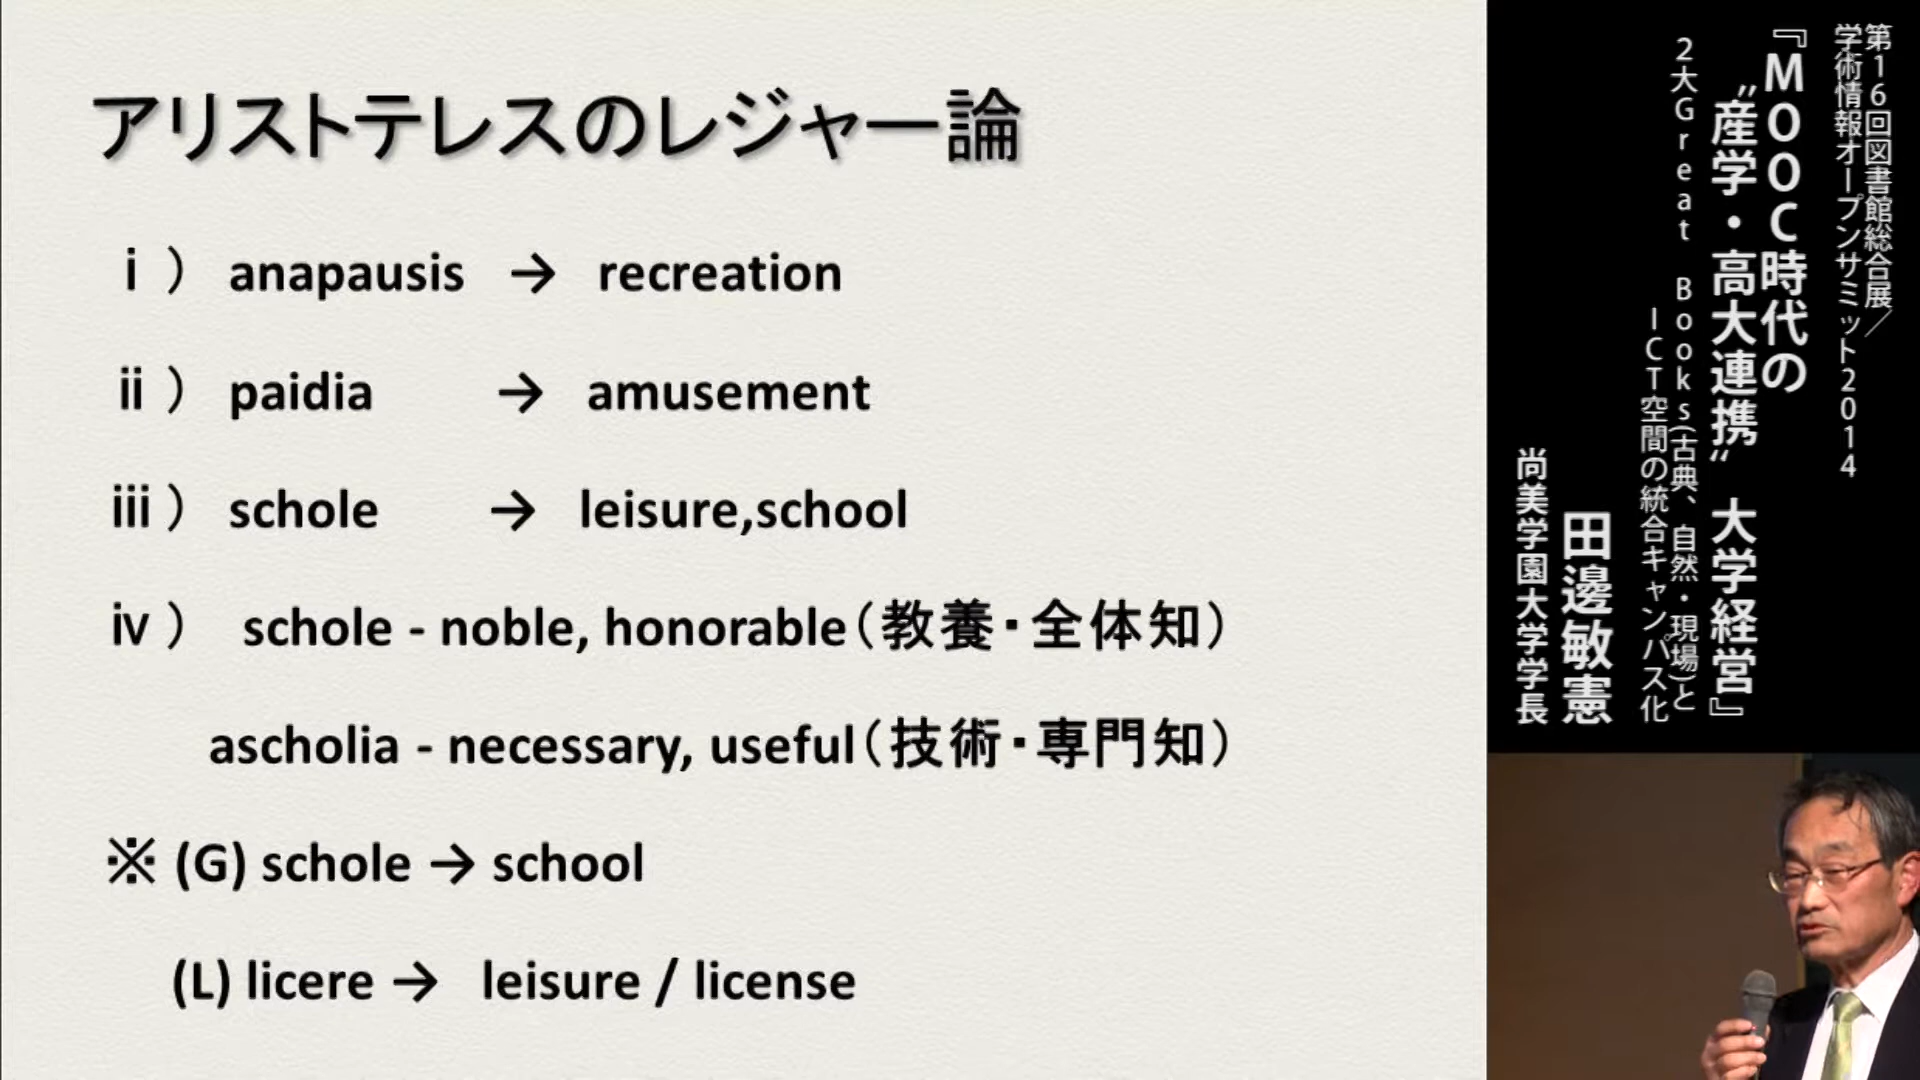 アリストテレスのレジャー論
ⅰ） anapausis → recreation
ⅱ） paidia → amusement
ⅲ） schole → leisure,school
ⅳ） schole - noble, honorable（教養・全体知）
ascholia - necessary, useful（技術・専門知）
※ (G) schole → school
(L) licere → leisure / license
第16回図書館総合展／
学術情報オープンサミット2014
『MOOC時代の
〝産学・高大連携〟 大学経営』
2大Great Books(古典、自然・現場)と
ICT空間の統合キャンパス化
田邊敏憲
尚美学園大学学長